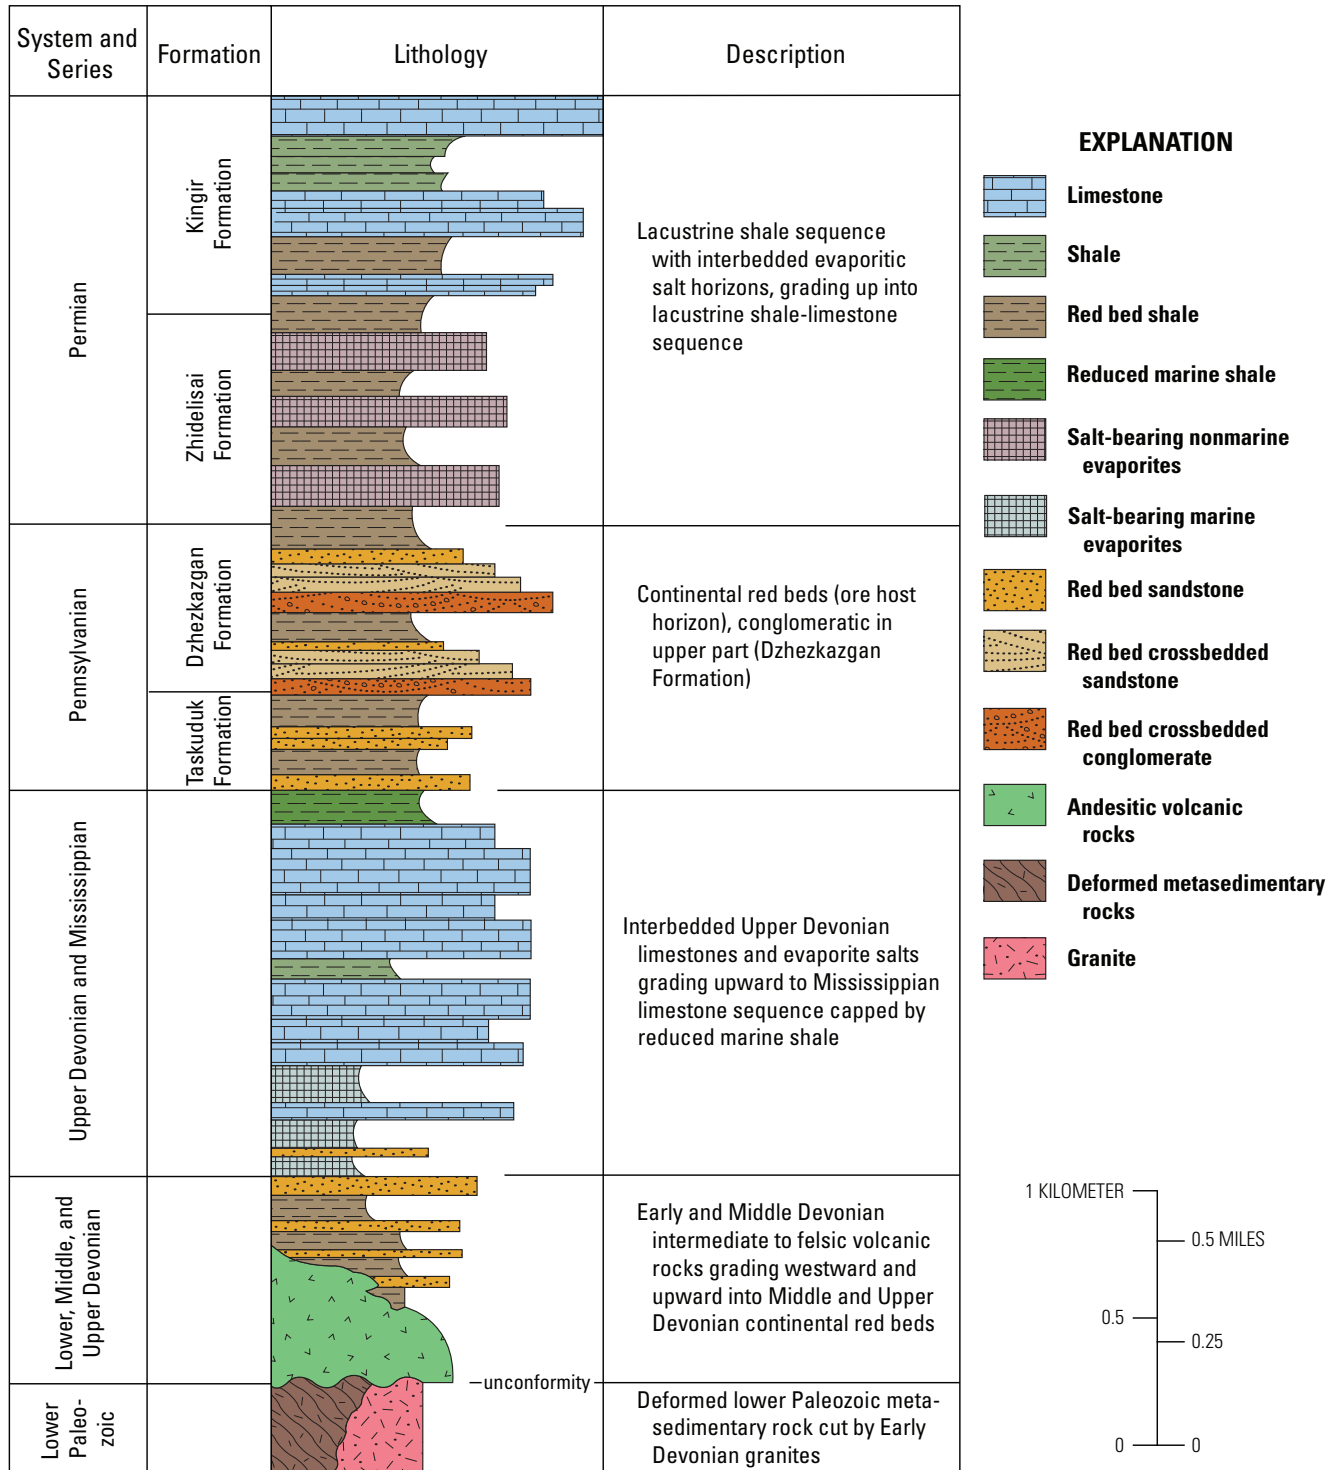 System and
Series
Formation
Lithology
Description
Permian
Kingir
Formation
Zhidelisai
Formation
Lacustrine shale sequence
with interbedded evaporitic
salt horizons, grading up into
lacustrine shale-limestone
sequence
Pennsylvanian
Dzhezkazgan
Formation
Taskuduk
Formation
Continental red beds (ore host
horizon), conglomeratic in
upper part (Dzhezkazgan
Formation)
Upper Devonian and Mississippian
Interbedded Upper Devonian
limestones and evaporite salts
grading upward to Mississippian
limestone sequence capped by
reduced marine shale
Lower, Middle, and
Upper Devonian
Early and Middle Devonian
intermediate to felsic volcanic
rocks grading westward and
upward into Middle and Upper
Devonian continental red beds
unconformity
Lower
Paleo-
zoic
Deformed lower Paleozoic meta-
sedimentary rock cut by Early
Devonian granites
EXPLANATION
Limestone
Shale
Red bed shale
Reduced marine shale
Salt-bearing nonmarine
evaporites
Salt-bearing marine
evaporites
Red bed sandstone
Red bed crossbedded
sandstone
Red bed crossbedded
conglomerate
Andesitic volcanic
rocks
Deformed metasedimentary
rocks
Granite
1 KILOMETER
0.5 MILES
0.5
0.25
0
0